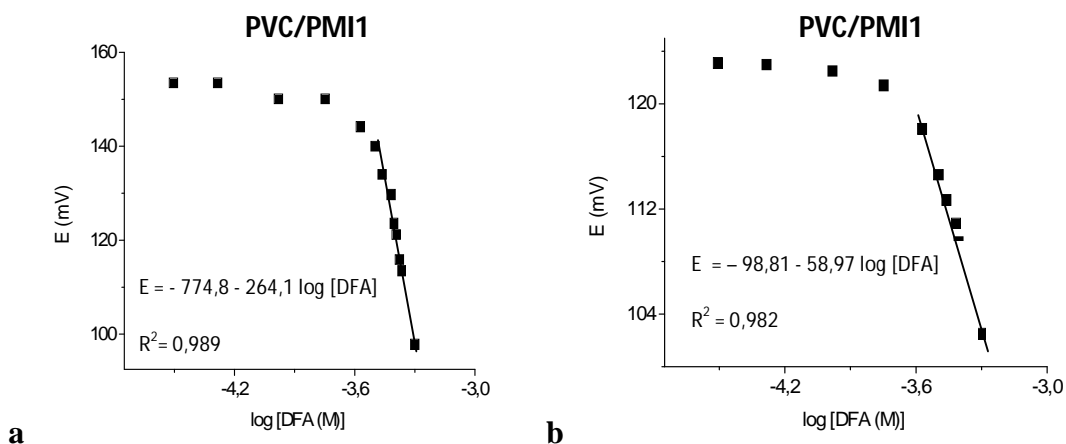 PVC/PMI1
160
140
120
100
E (mV)
E = - 774,8 - 264,1 log [DFA]
R² = 0,989
-4,2 -3,6 -3,0
log [DFA (M)]
a
PVC/PMI1
120
112
104
E (mV)
E = – 98,81 - 58,97 log [DFA]
R² = 0,982
-4,2 -3,6 -3,0
log [DFA (M)]
b